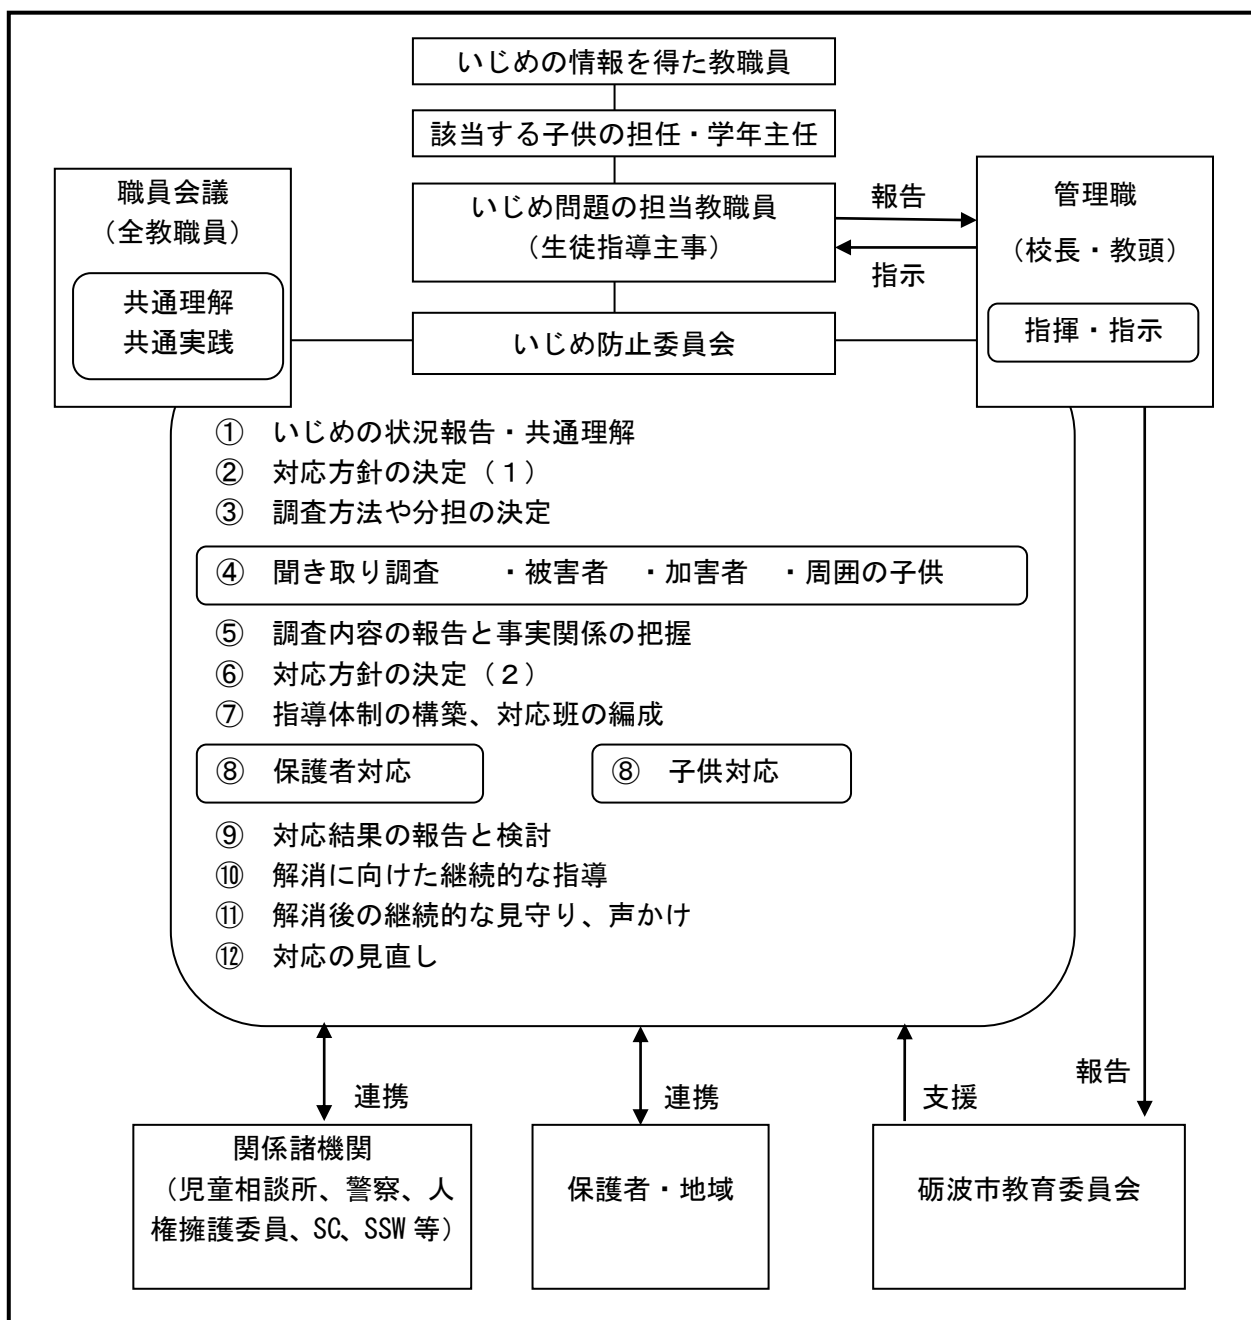 いじめの情報を得た教職員
該当する子供の担任・学年主任
職員会議
（全教職員）
共通理解
共通実践
いじめ問題の担当教職員
（生徒指導主事）
報告
指示
管理職
（校長・教頭）
指揮・指示
いじめ防止委員会
① いじめの状況報告・共通理解
② 対応方針の決定（１）
③ 調査方法や分担の決定
④ 聞き取り調査 ・被害者 ・加害者 ・周囲の子供
⑤ 調査内容の報告と事実関係の把握
⑥ 対応方針の決定（２）
⑦ 指導体制の構築、対応班の編成
⑧ 保護者対応
⑧ 子供対応
⑨ 対応結果の報告と検討
⑩ 解消に向けた継続的な指導
⑪ 解消後の継続的な見守り、声かけ
⑫ 対応の見直し
連携
連携
支援
報告
関係諸機関
（児童相談所、警察、人
権擁護委員、SC、SSW 等）
保護者・地域
砺波市教育委員会